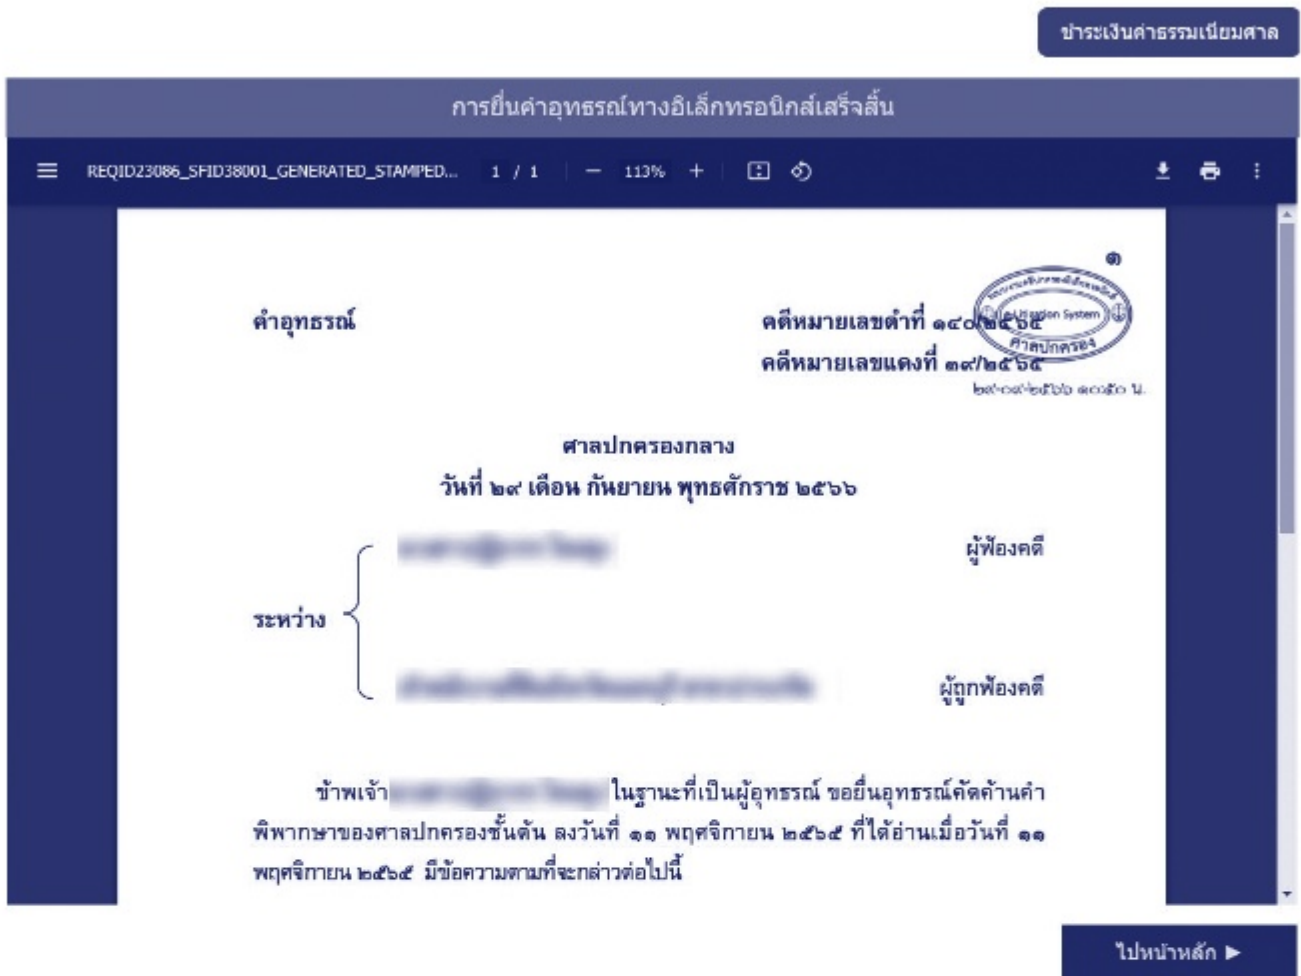 ชำระเงินค่าธรรมเนียมศาล
การยื่นคำอุทธรณ์ทางอิเล็กทรอนิกส์เสร็จสิ้น
REQID23086_SFID38001_GENERATED_STAMPED... 1 / 1 — 113% +
๑
คำอุทธรณ์
คดีหมายเลขดำที่ ๑๔๐/๒๕๖๕
e-Litigation System
ศาลปกครอง
คดีหมายเลขแดงที่ ๓๙/๒๕๖๕
๒๙-๐๙-๒๕๖๖ ๑๐:๕๐ น.
ศาลปกครองกลาง
วันที่ ๒๙ เดือน กันยายน พุทธศักราช ๒๕๖๖
ผู้ฟ้องคดี
ระหว่าง
ผู้ถูกฟ้องคดี
ข้าพเจ้า ในฐานะที่เป็นผู้อุทธรณ์ ขอยื่นอุทธรณ์คัดค้านคำ
พิพากษาของศาลปกครองชั้นต้น ลงวันที่ ๑๑ พฤศจิกายน ๒๕๖๕ ที่ได้อ่านเมื่อวันที่ ๑๑
พฤศจิกายน ๒๕๖๕ มีข้อความตามที่จะกล่าวต่อไปนี้
ไปหน้าหลัก ▶